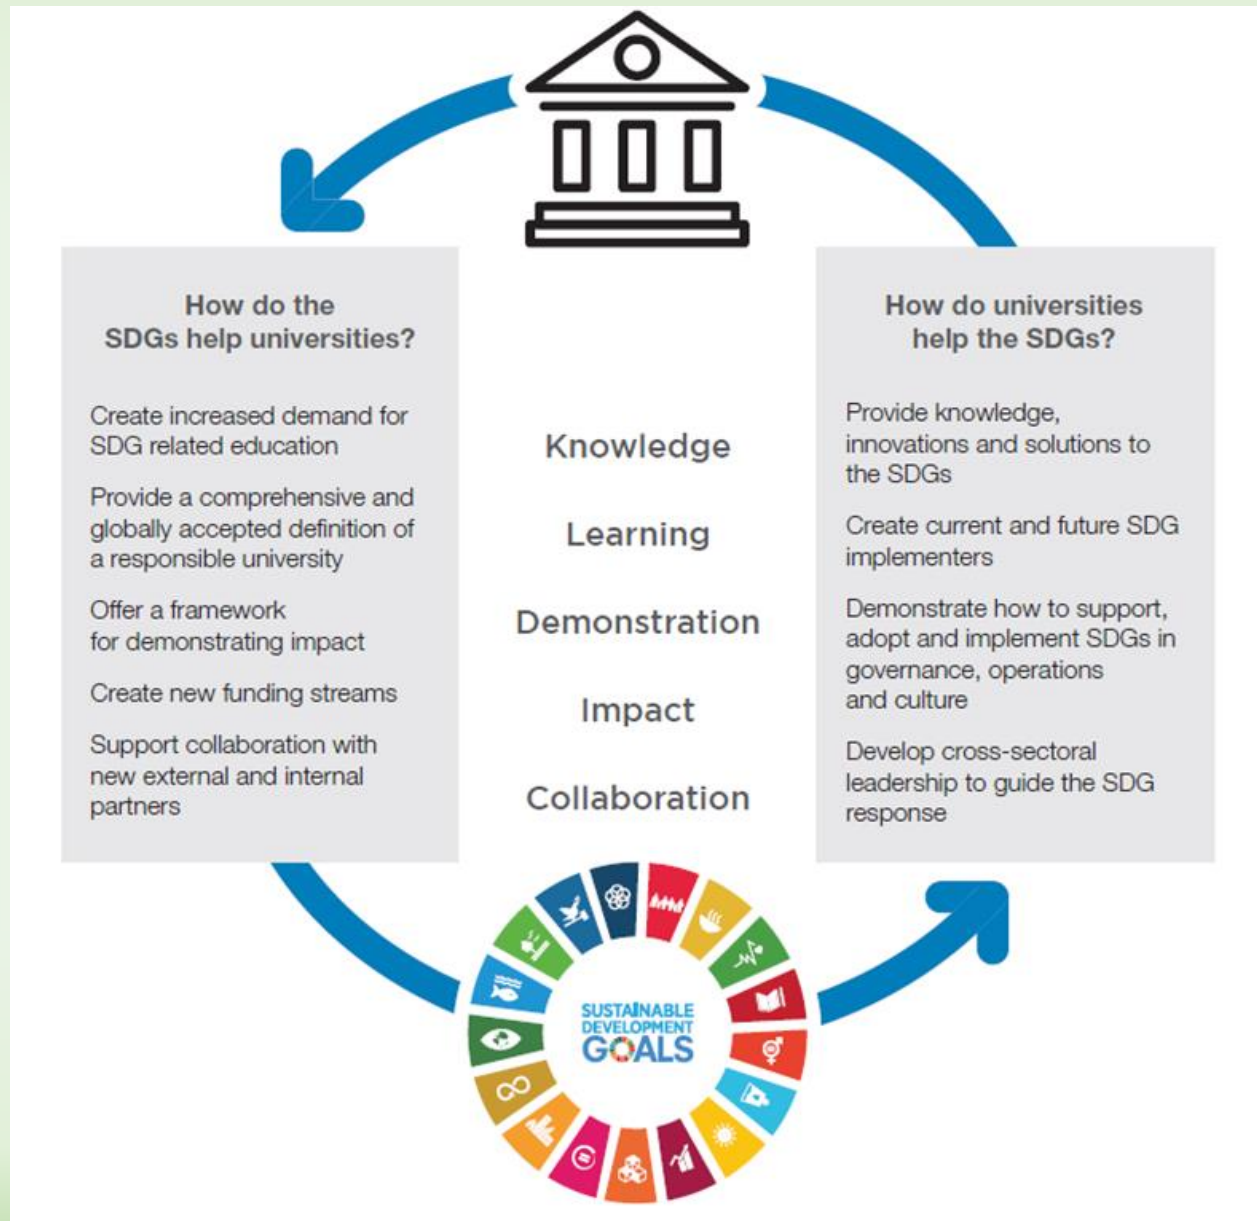 How do the
SDGs help universities?
Create increased demand for
SDG related education
Provide a comprehensive and
globally accepted definition of
a responsible university
Offer a framework
for demonstrating impact
Create new funding streams
Support collaboration with
new external and internal
partners
Knowledge
Learning
Demonstration
Impact
Collaboration
How do universities
help the SDGs?
Provide knowledge,
innovations and solutions to
the SDGs
Create current and future SDG
implementers
Demonstrate how to support,
adopt and implement SDGs in
governance, operations
and culture
Develop cross-sectoral
leadership to guide the SDG
response
SUSTAINABLE
DEVELOPMENT
GOALS